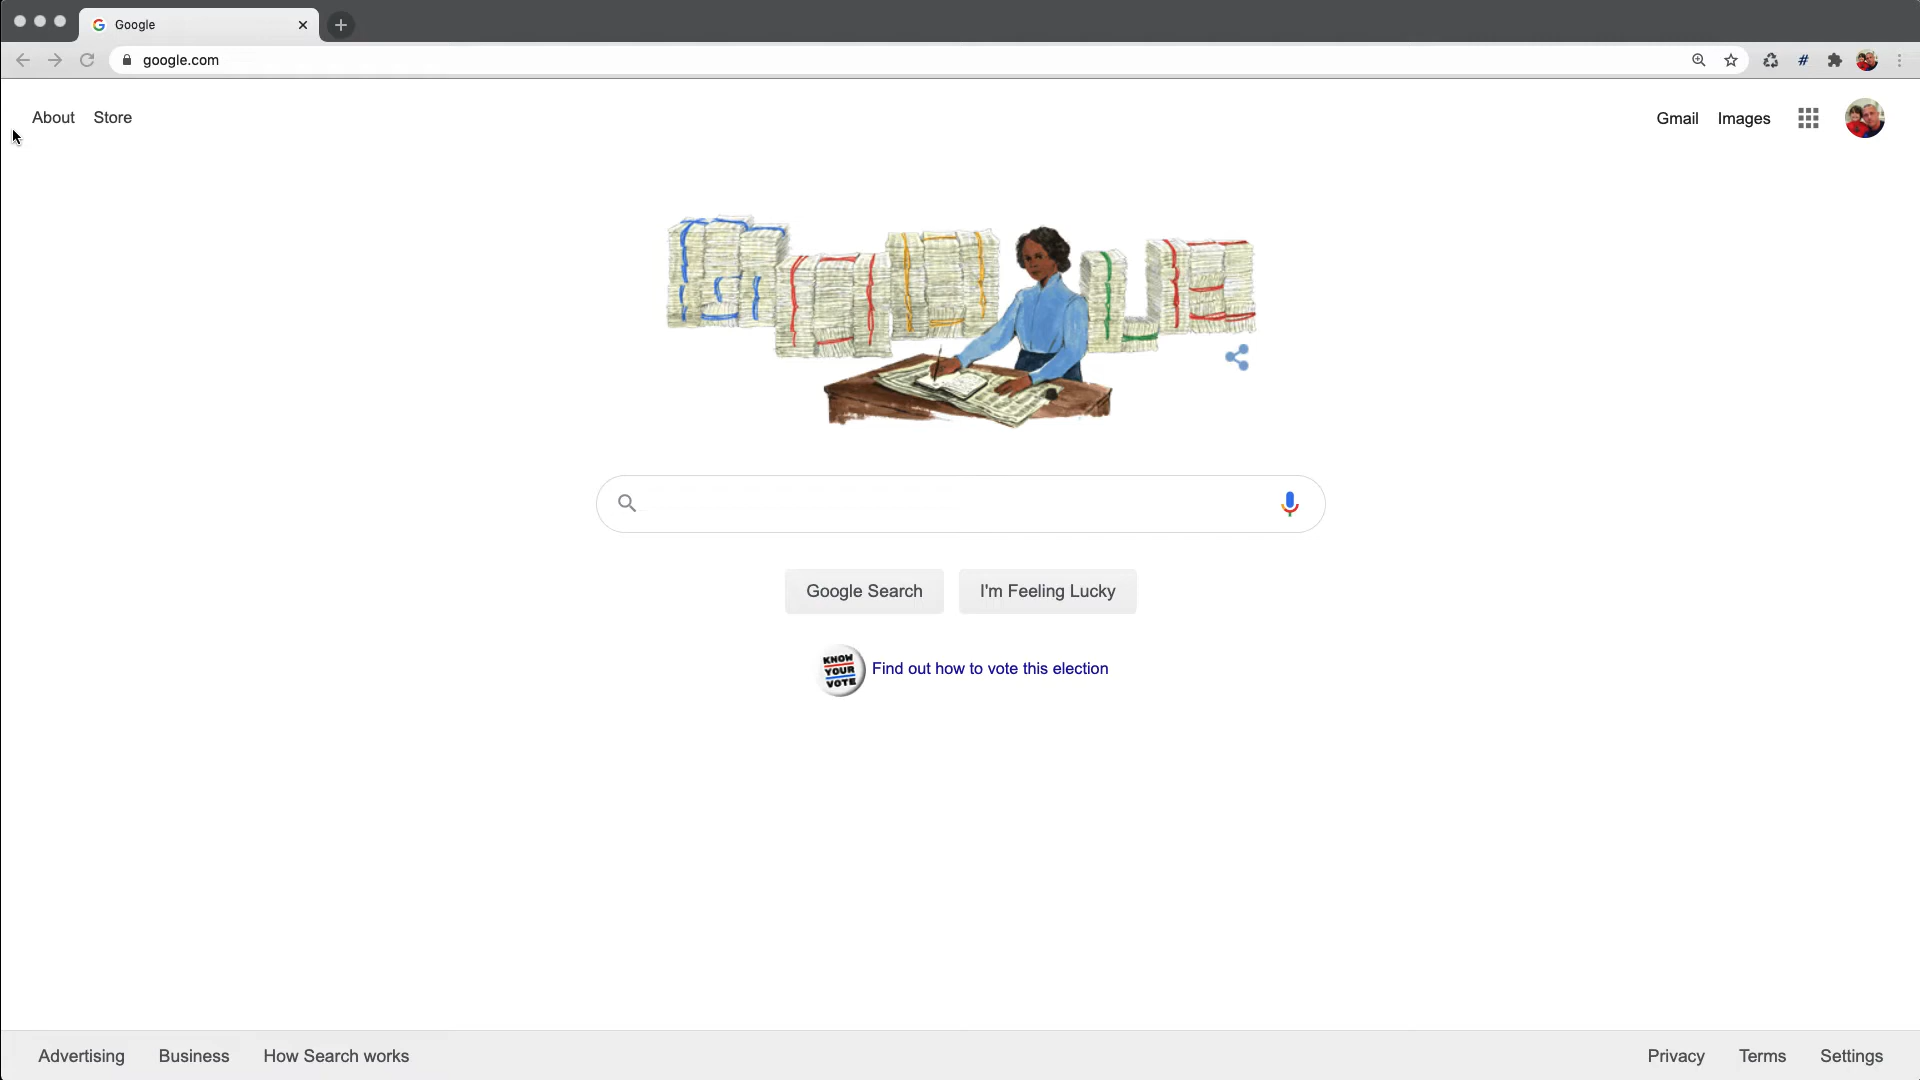 Google
google.com
#
About Store
Gmail Images
Google Search I'm Feeling Lucky
KNOW
YOUR
VOTE
Find out how to vote this election
Advertising Business How Search works
Privacy Terms Settings